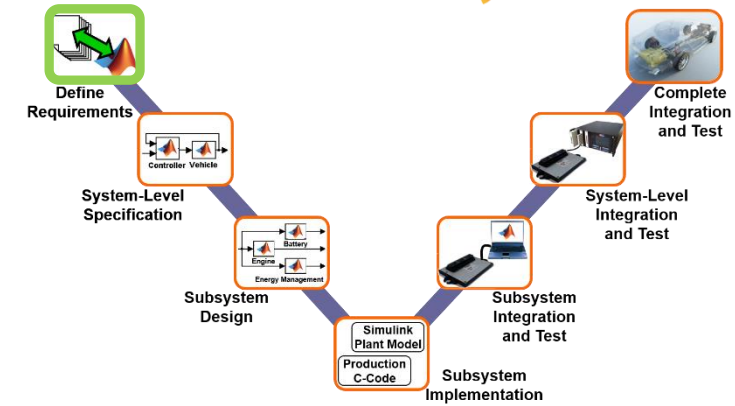 Define
Requirements
Controller Vehicle
System-Level
Specification
Battery
Engine
Energy Management
Subsystem
Design
Simulink
Plant Model
Production
C-Code
Subsystem
Implementation
Subsystem
Integration
and Test
System-Level
Integration
and Test
Complete
Integration
and Test